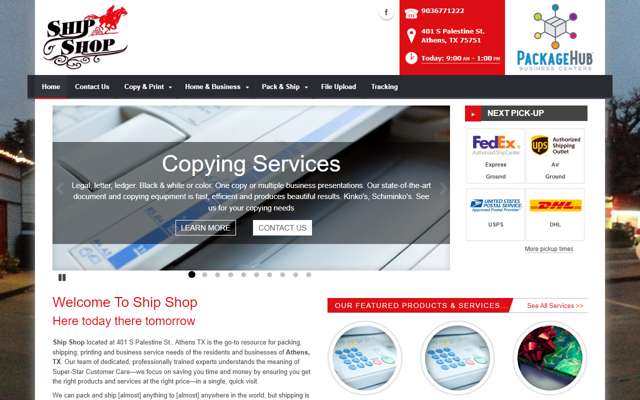 SHIP
& SHOP
f
9036771222
401 S Palestine St.
Athens, TX 75751
Today: 9:00 AM - 1:00 PM
PACKAGEHUB
BUSINESS CENTERS
Home Contact Us Copy & Print Home & Business Pack & Ship File Upload Tracking
Copying Services
Legal, letter, ledger. Black & white or color. One copy or multiple business presentations. Our state-of-the-art
document and copying equipment is fast, efficient and produces beautiful results. Kinko's, Schminko's. See
us for your copying needs
LEARN MORE CONTACT US
NEXT PICK-UP
FedEx
Authorized ShipCenter
Express
Ground
ups
Authorized
Shipping
Outlet
Air
Ground
UNITED STATES
POSTAL SERVICE
Approved Postal Provider
USPS
DHL
DHL
More pickup times
Welcome To Ship Shop
Here today there tomorrow
Ship Shop located at 401 S Palestine St., Athens TX is the go-to resource for packing,
shipping, printing and business service needs of the residents and businesses of Athens,
TX. Our team of dedicated, professionally trained experts understands the meaning of
Super-Star Customer Care—we focus on saving you time and money by ensuring you get
the right products and services at the right price—in a single, quick visit.
We can pack and ship [almost] anything to [almost] anywhere in the world, but shipping is
OUR FEATURED PRODUCTS & SERVICES... See All Services >>